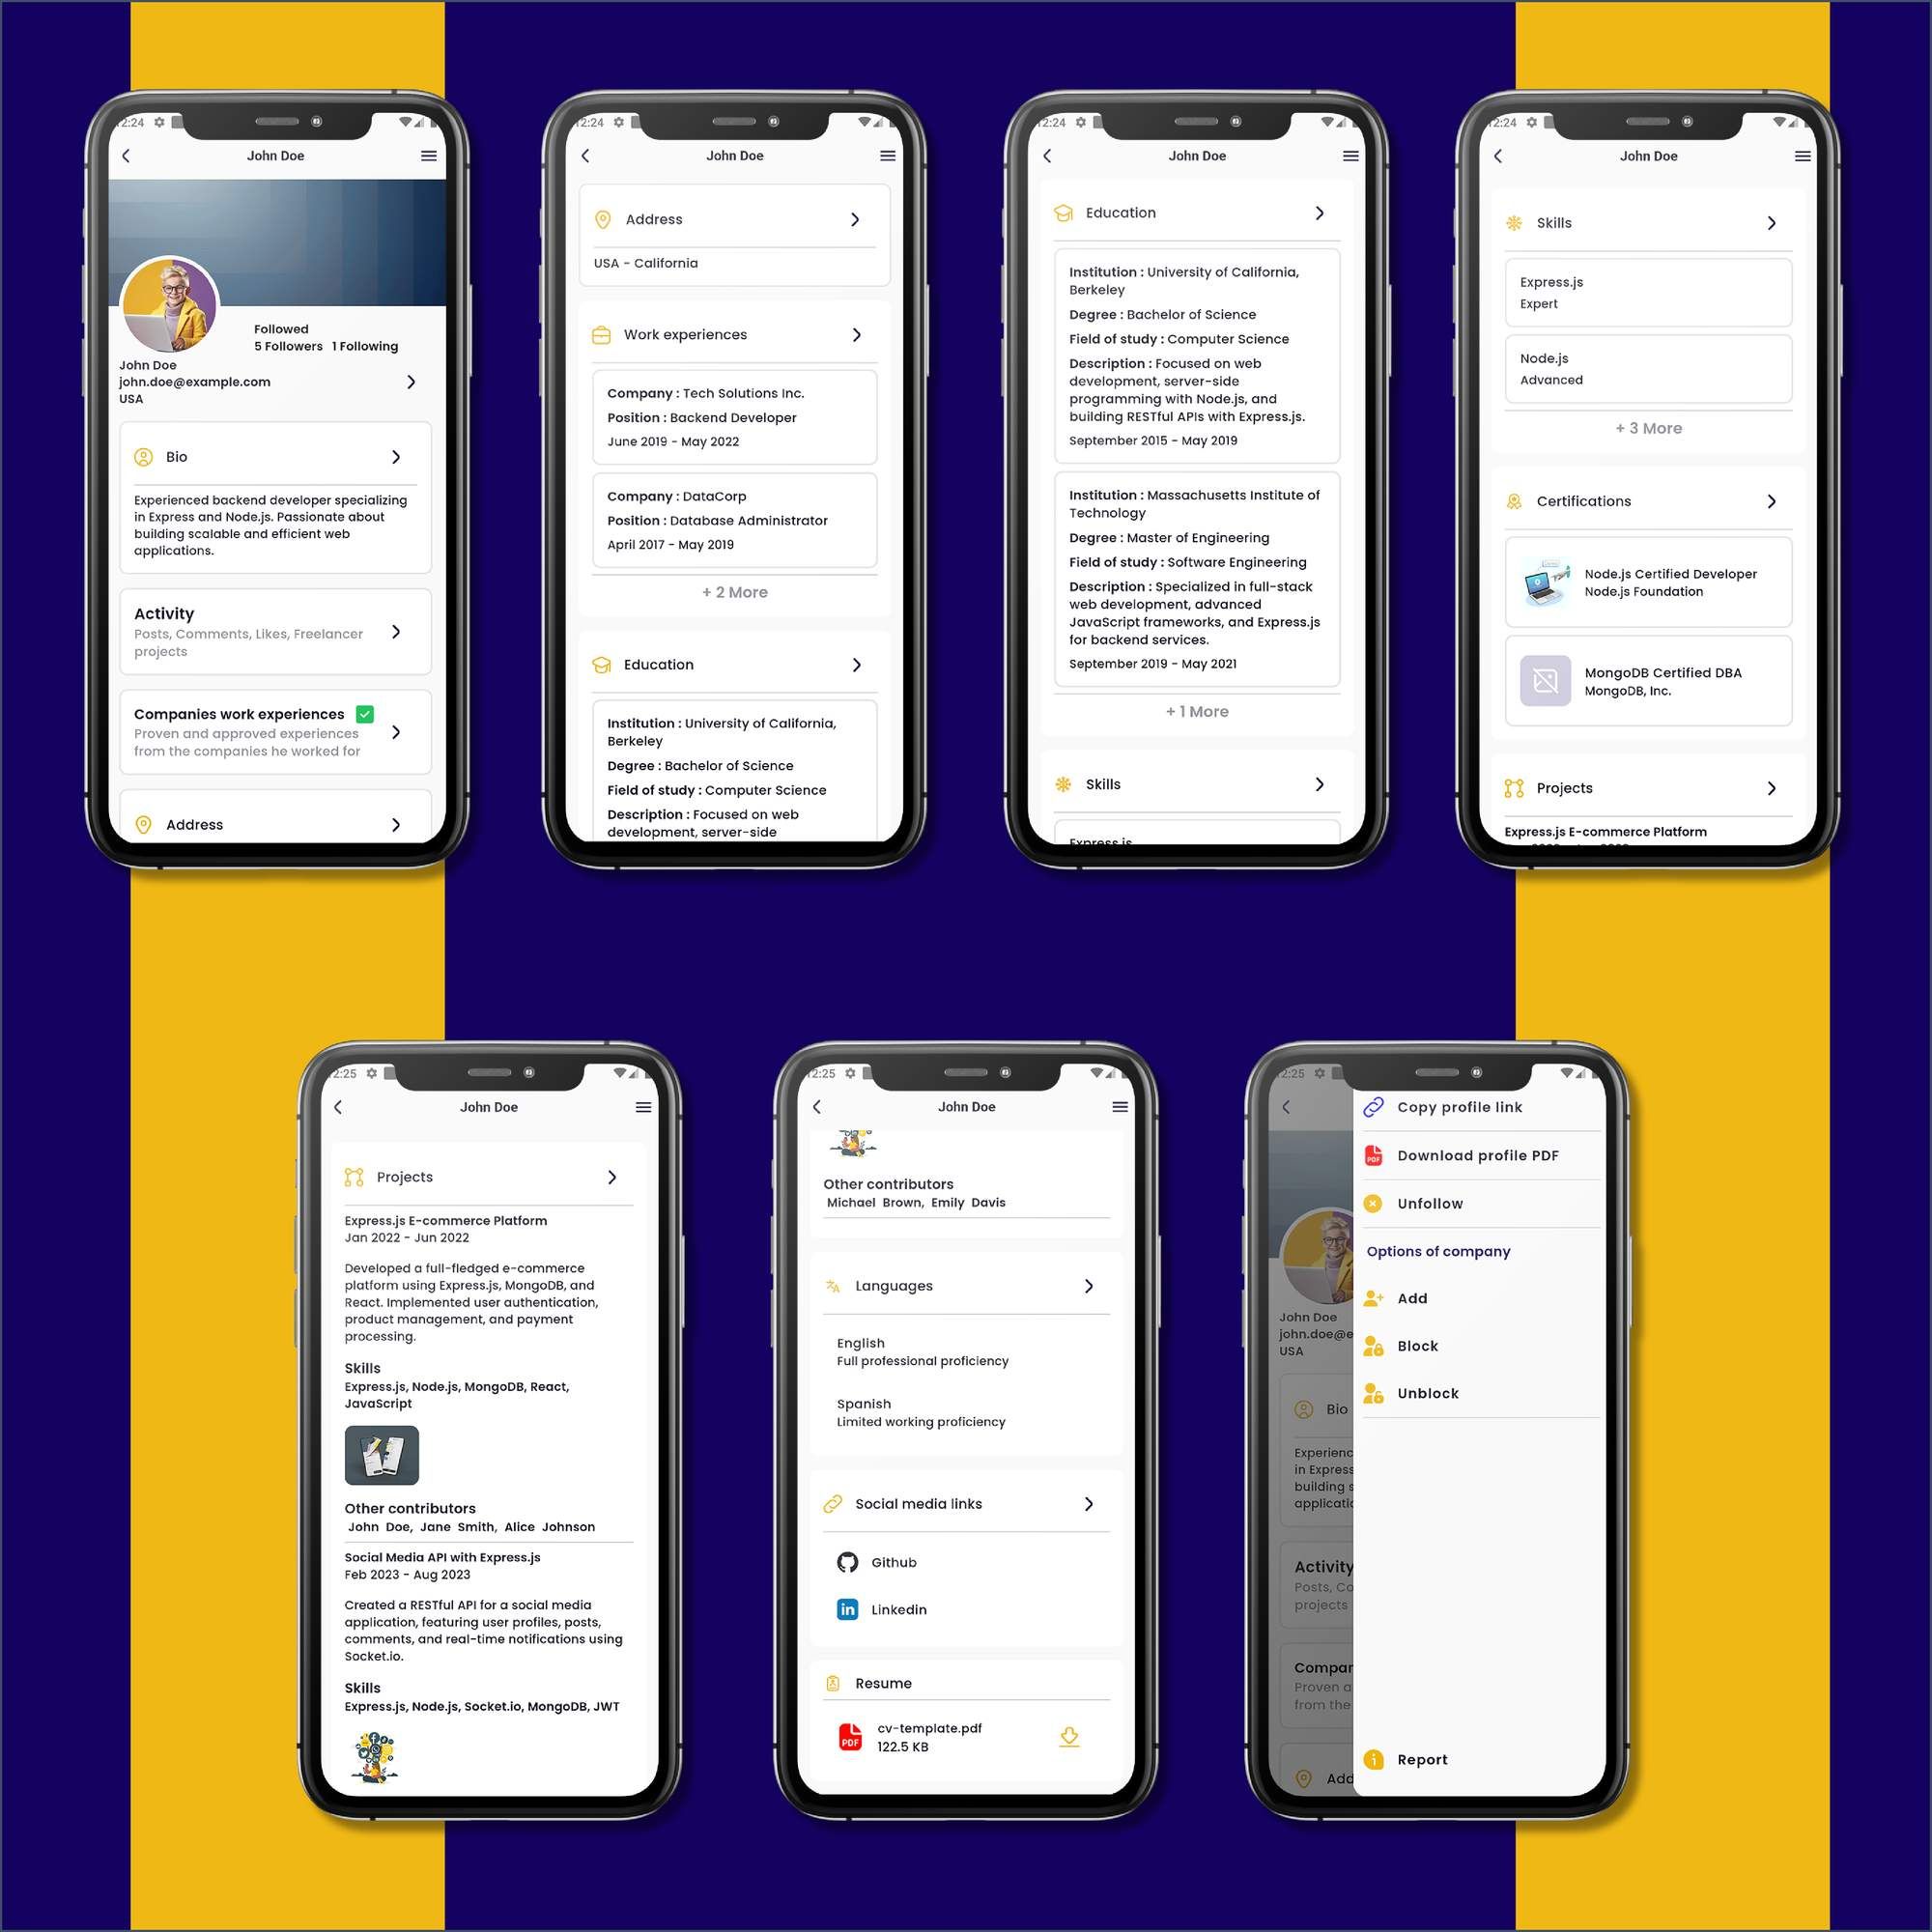 12:24
John Doe
Followed
5 Followers 1 Following
John Doe
john.doe@example.com
USA
Bio
Experienced backend developer specializing
in Express and Node.js. Passionate about
building scalable and efficient web
applications.
Activity
Posts, Comments, Likes, Freelancer
projects
Companies work experiences
Proven and approved experiences
from the companies he worked for
Address
12:24
John Doe
Address
USA - California
Work experiences
Company : Tech Solutions Inc.
Position : Backend Developer
June 2019 - May 2022
Company : DataCorp
Position : Database Administrator
April 2017 - May 2019
+ 2 More
Education
Institution : University of California,
Berkeley
Degree : Bachelor of Science
Field of study : Computer Science
Description : Focused on web
development, server-side
12:24
John Doe
Education
Institution : University of California,
Berkeley
Degree : Bachelor of Science
Field of study : Computer Science
Description : Focused on web
development, server-side
programming with Node.js, and
building RESTful APIs with Express.js.
September 2015 - May 2019
Institution : Massachusetts Institute of
Technology
Degree : Master of Engineering
Field of study : Software Engineering
Description : Specialized in full-stack
web development, advanced
JavaScript frameworks, and Express.js
for backend services.
September 2019 - May 2021
+ 1 More
Skills
Express.js
12:24
John Doe
Skills
Express.js
Expert
Node.js
Advanced
+ 3 More
Certifications
Node.js Certified Developer
Node.js Foundation
MongoDB Certified DBA
MongoDB, Inc.
Projects
Express.js E-commerce Platform
2:25
John Doe
Projects
Express.js E-commerce Platform
Jan 2022 - Jun 2022
Developed a full-fledged e-commerce
platform using Express.js, MongoDB, and
React. Implemented user authentication,
product management, and payment
processing.
Skills
Express.js, Node.js, MongoDB, React,
JavaScript
Other contributors
John Doe, Jane Smith, Alice Johnson
Social Media API with Express.js
Feb 2023 - Aug 2023
Created a RESTful API for a social media
application, featuring user profiles, posts,
comments, and real-time notifications using
Socket.io.
Skills
Express.js, Node.js, Socket.io, MongoDB, JWT
2:25
John Doe
Other contributors
Michael Brown, Emily Davis
Languages
English
Full professional proficiency
Spanish
Limited working proficiency
Social media links
Github
in Linkedin
Resume
PDF
cv-template.pdf
122.5 KB
2:25
John Doe
john.doe@e
USA
Bio
Experienc
in Express
building s
applicatio
Activity
Posts, Co
projects
Compar
Proven a
from the
Add
Copy profile link
PDF Download profile PDF
Unfollow
Options of company
Add
Block
Unblock
Report